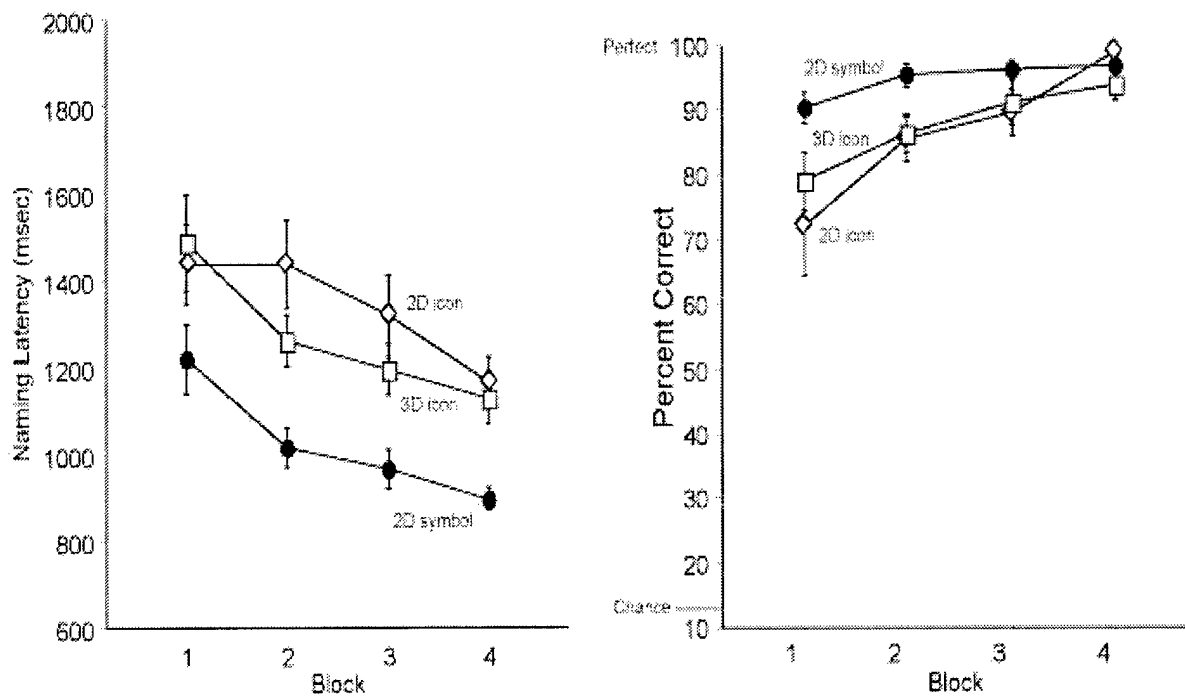 2000
1800
1600
1400
1200
1000
800
600
Naming Latency (msec)
2D icon
3D icon
2D symbol
1 2 3 4
Block
Perfect 100
90
80
70
60
50
40
30
20
Chance
10
Percent Correct
2D symbol
3D icon
2D icon
1 2 3 4
Block